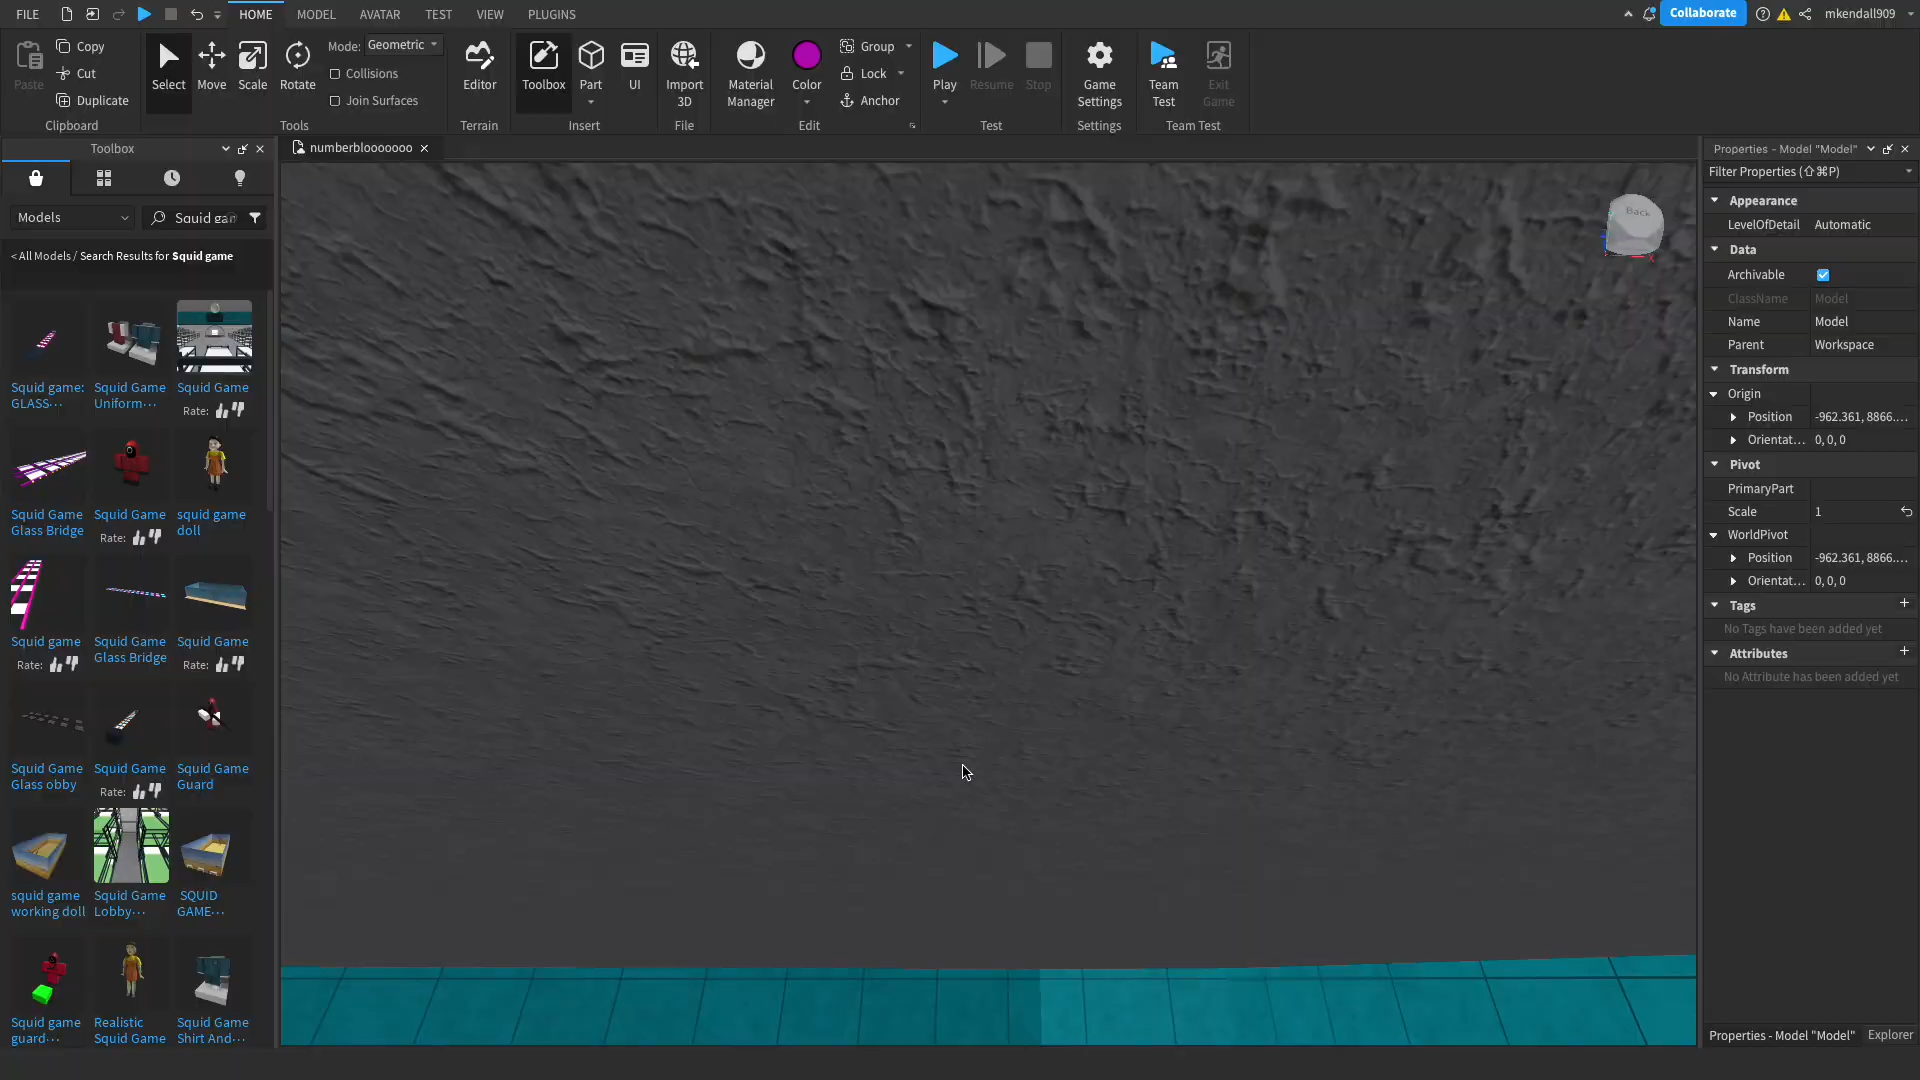 FILE
HOME
MODEL
AVATAR
TEST
VIEW
PLUGINS
Collaborate
mkendall909
Paste
Copy
Cut
Duplicate
Clipboard
Select
Move
Scale
Rotate
Mode: Geometric
Collisions
Join Surfaces
Tools
Editor
Terrain
Toolbox
Part
UI
Insert
Import
3D
File
Material
Manager
Color
Group
Lock
Anchor
Edit
Play
Resume
Stop
Test
Game
Settings
Settings
Team
Test
Exit
Game
Team Test
Toolbox
Models
Squid gan
< All Models / Search Results for Squid game
Squid game:
GLASS...
Squid Game
Uniform...
Squid Game
Rate:
Squid Game
Glass Bridge
Squid Game
Rate:
squid game
doll
Squid game
Rate:
Squid Game
Glass Bridge
Squid Game
Rate:
Squid Game
Glass obby
Squid Game
Rate:
Squid Game
Guard
squid game
working doll
Squid Game
Lobby...
SQUID
GAME...
Squid game
guard...
Realistic
Squid Game
Squid Game
Shirt And...
numberblooooooo
Back
X
Properties - Model "Model"
Filter Properties (⇧⌘P)
Appearance
LevelOfDetail Automatic
Data
Archivable
ClassName Model
Name Model
Parent Workspace
Transform
Origin
Position -962.361, 8866....
Orientat... 0, 0, 0
Pivot
PrimaryPart
Scale 1
WorldPivot
Position -962.361, 8866....
Orientat... 0, 0, 0
Tags
No Tags have been added yet
Attributes
No Attribute has been added yet
Properties - Model "Model"
Explorer